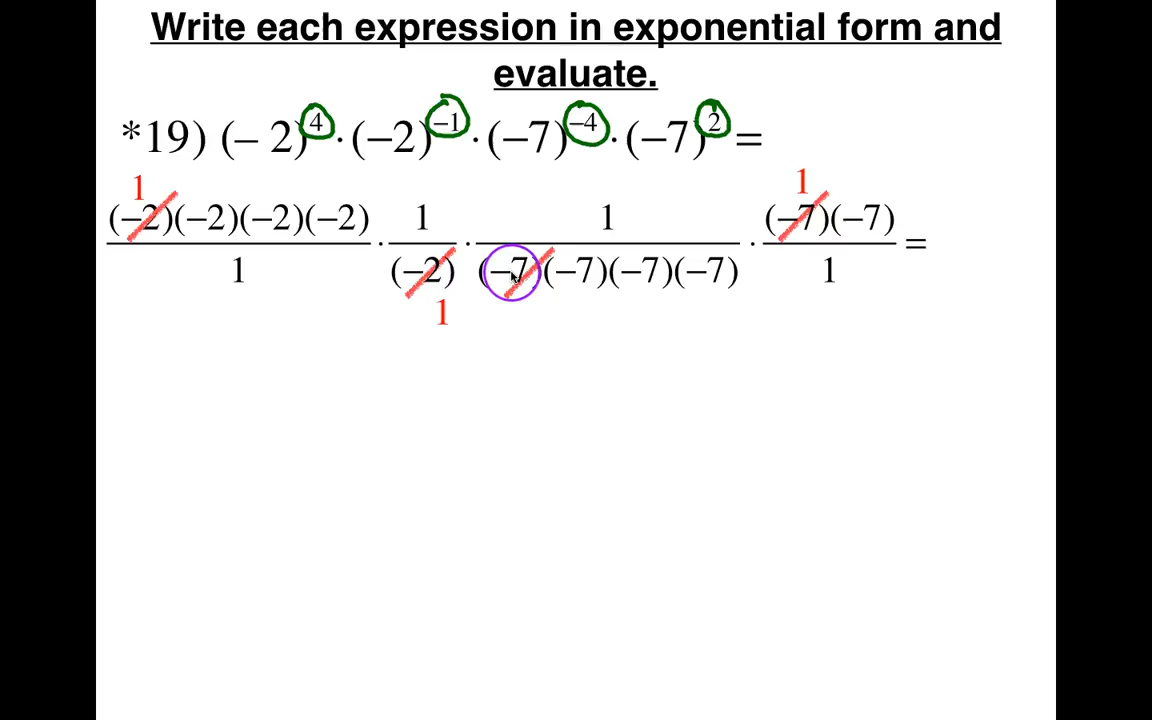 Write each expression in exponential form and
evaluate.
*19) (– 2)⁴ · (−2)⁻¹ · (−7)⁻⁴ · (−7)² =
1 1
(−2)(−2)(−2)(−2) 1 1 (−7)(−7)
· · · =
1 (−2) (−7)(−7)(−7)(−7) 1
1